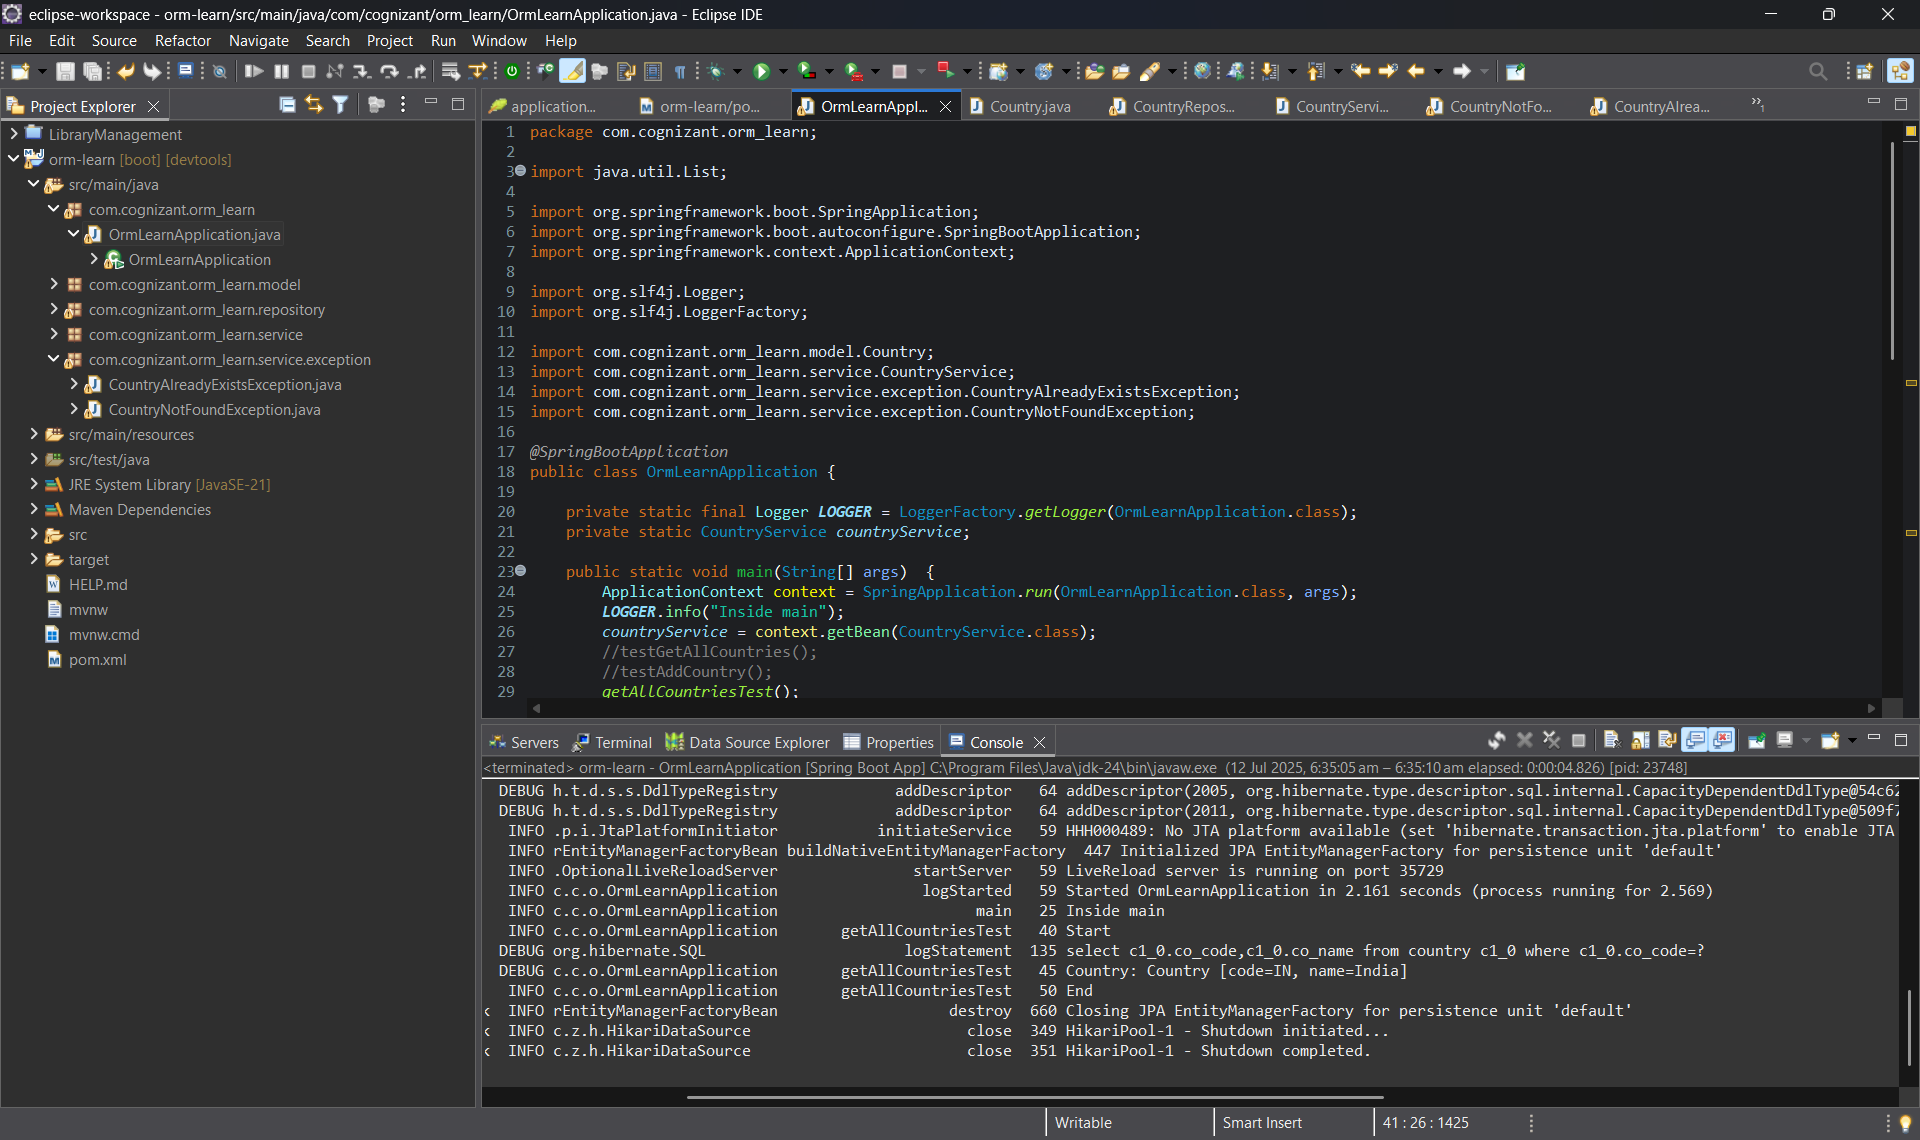 eclipse-workspace - orm-learn/src/main/java/com/cognizant/orm_learn/OrmLearnApplication.java - Eclipse IDE
File Edit Source Refactor Navigate Search Project Run Window Help
Project Explorer
LibraryManagement
orm-learn [boot] [devtools]
src/main/java
com.cognizant.orm_learn
OrmLearnApplication.java
OrmLearnApplication
com.cognizant.orm_learn.model
com.cognizant.orm_learn.repository
com.cognizant.orm_learn.service
com.cognizant.orm_learn.service.exception
CountryAlreadyExistsException.java
CountryNotFoundException.java
src/main/resources
src/test/java
JRE System Library [JavaSE-21]
Maven Dependencies
src
target
HELP.md
mvnw
mvnw.cmd
pom.xml
application... orm-learn/po... OrmLearnAppl... Country.java CountryRepos... CountryServi... CountryNotFo... CountryAlrea... »1
1 package com.cognizant.orm_learn;
2
3 import java.util.List;
4
5 import org.springframework.boot.SpringApplication;
6 import org.springframework.boot.autoconfigure.SpringBootApplication;
7 import org.springframework.context.ApplicationContext;
8
9 import org.slf4j.Logger;
10 import org.slf4j.LoggerFactory;
11
12 import com.cognizant.orm_learn.model.Country;
13 import com.cognizant.orm_learn.service.CountryService;
14 import com.cognizant.orm_learn.service.exception.CountryAlreadyExistsException;
15 import com.cognizant.orm_learn.service.exception.CountryNotFoundException;
16
17 @SpringBootApplication
18 public class OrmLearnApplication {
19
20 private static final Logger LOGGER = LoggerFactory.getLogger(OrmLearnApplication.class);
21 private static CountryService countryService;
22
23 public static void main(String[] args) {
24 ApplicationContext context = SpringApplication.run(OrmLearnApplication.class, args);
25 LOGGER.info("Inside main");
26 countryService = context.getBean(CountryService.class);
27 //testGetAllCountries();
28 //testAddCountry();
29 getAllCountriesTest();
Servers Terminal Data Source Explorer Properties Console
<terminated> orm-learn - OrmLearnApplication [Spring Boot App] C:\Program Files\Java\jdk-24\bin\javaw.exe (12 Jul 2025, 6:35:05 am – 6:35:10 am elapsed: 0:00:04.826) [pid: 23748]
DEBUG h.t.d.s.s.DdlTypeRegistry addDescriptor 64 addDescriptor(2005, org.hibernate.type.descriptor.sql.internal.CapacityDependentDdlType@54c62
DEBUG h.t.d.s.s.DdlTypeRegistry addDescriptor 64 addDescriptor(2011, org.hibernate.type.descriptor.sql.internal.CapacityDependentDdlType@509f7
INFO .p.i.JtaPlatformInitiator initiateService 59 HHH000489: No JTA platform available (set 'hibernate.transaction.jta.platform' to enable JTA
INFO rEntityManagerFactoryBean buildNativeEntityManagerFactory 447 Initialized JPA EntityManagerFactory for persistence unit 'default'
INFO .OptionalLiveReloadServer startServer 59 LiveReload server is running on port 35729
INFO c.c.o.OrmLearnApplication logStarted 59 Started OrmLearnApplication in 2.161 seconds (process running for 2.569)
INFO c.c.o.OrmLearnApplication main 25 Inside main
INFO c.c.o.OrmLearnApplication getAllCountriesTest 40 Start
DEBUG org.hibernate.SQL logStatement 135 select c1_0.co_code,c1_0.co_name from country c1_0 where c1_0.co_code=?
DEBUG c.c.o.OrmLearnApplication getAllCountriesTest 45 Country: Country [code=IN, name=India]
INFO c.c.o.OrmLearnApplication getAllCountriesTest 50 End
INFO rEntityManagerFactoryBean destroy 660 Closing JPA EntityManagerFactory for persistence unit 'default'
INFO c.z.h.HikariDataSource close 349 HikariPool-1 - Shutdown initiated...
INFO c.z.h.HikariDataSource close 351 HikariPool-1 - Shutdown completed.
Writable Smart Insert 41 : 26 : 1425